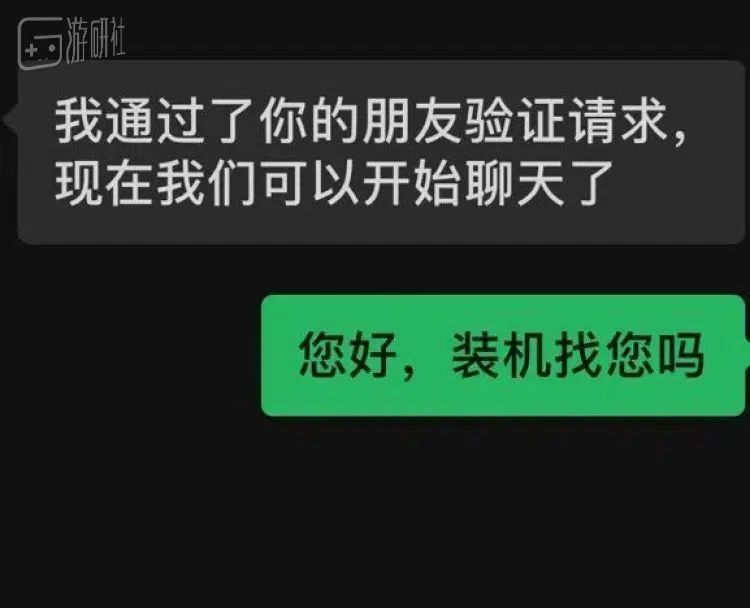 游研社
我通过了你的朋友验证请求，
现在我们可以开始聊天了
您好，装机找您吗